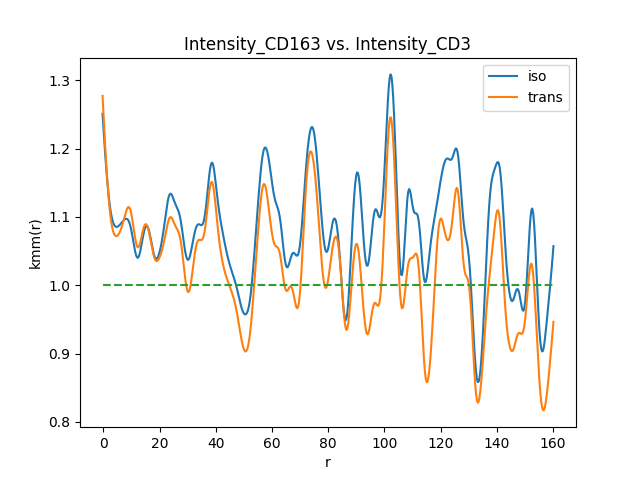 Intensity_CD163 vs. Intensity_CD3
iso
trans
kmm(r)
1.3
1.2
1.1
1.0
0.9
0.8
0 20 40 60 80 100 120 140 160
r